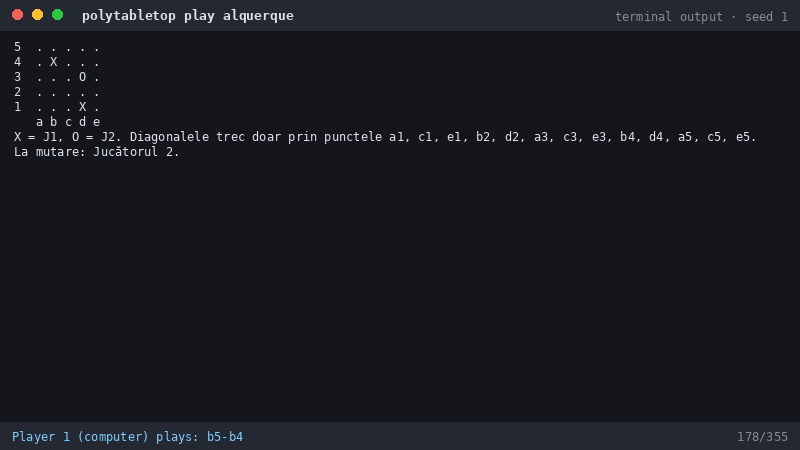 polytabletop play alquerque
terminal output · seed 1
5  . . . . .
4  . X . . .
3  . . . O .
2  . . . . .
1  . . . X .
   a b c d e
X = J1, O = J2. Diagonalele trec doar prin punctele a1, c1, e1, b2, d2, a3, c3, e3, b4, d4, a5, c5, e5.
La mutare: Jucătorul 2.
Player 1 (computer) plays: b5-b4
178/355